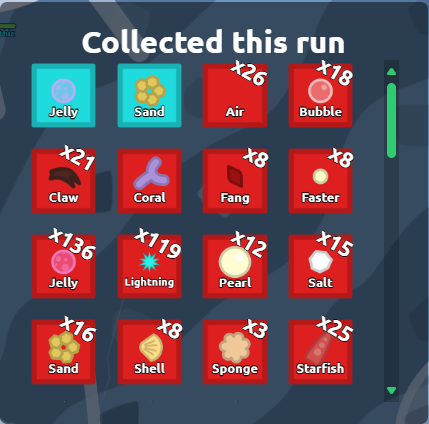 Collected this run
Jelly
Sand
x26
Air
x18
Bubble
x21
Claw
Coral
x8
Fang
x8
Faster
x136
Jelly
x119
Lightning
x12
Pearl
x15
Salt
x16
Sand
x8
Shell
x3
Sponge
x25
Starfish